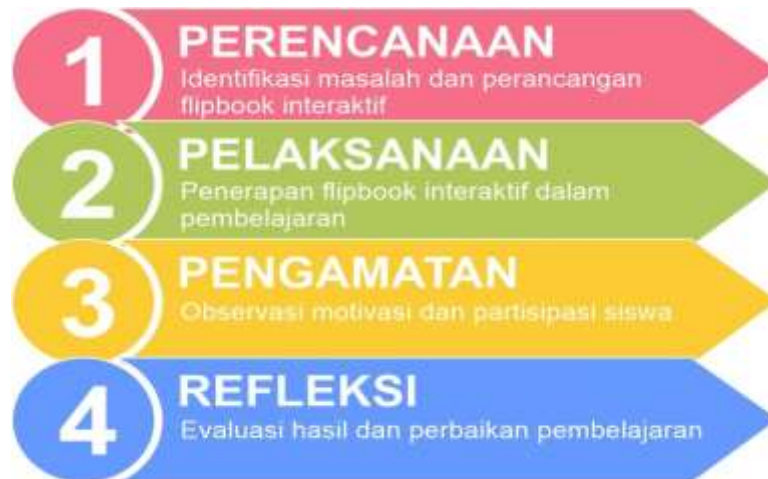 1
PERENCANAAN
Identifikasi masalah dan perancangan
flipbook interaktif
2
PELAKSANAAN
Penerapan flipbook interaktif dalam
pembelajaran
3
PENGAMATAN
Observasi motivasi dan partisipasi siswa
4
REFLEKSI
Evaluasi hasil dan perbaikan pembelajaran